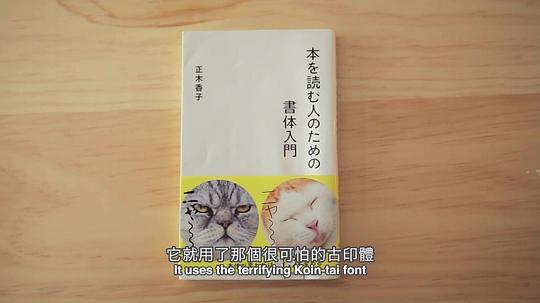 本を読む人のための
書体入門
正木香子
ニャ〜
ニャ〜
它就用了那個很可怕的古印體
It uses the terrifying Koin-tai font